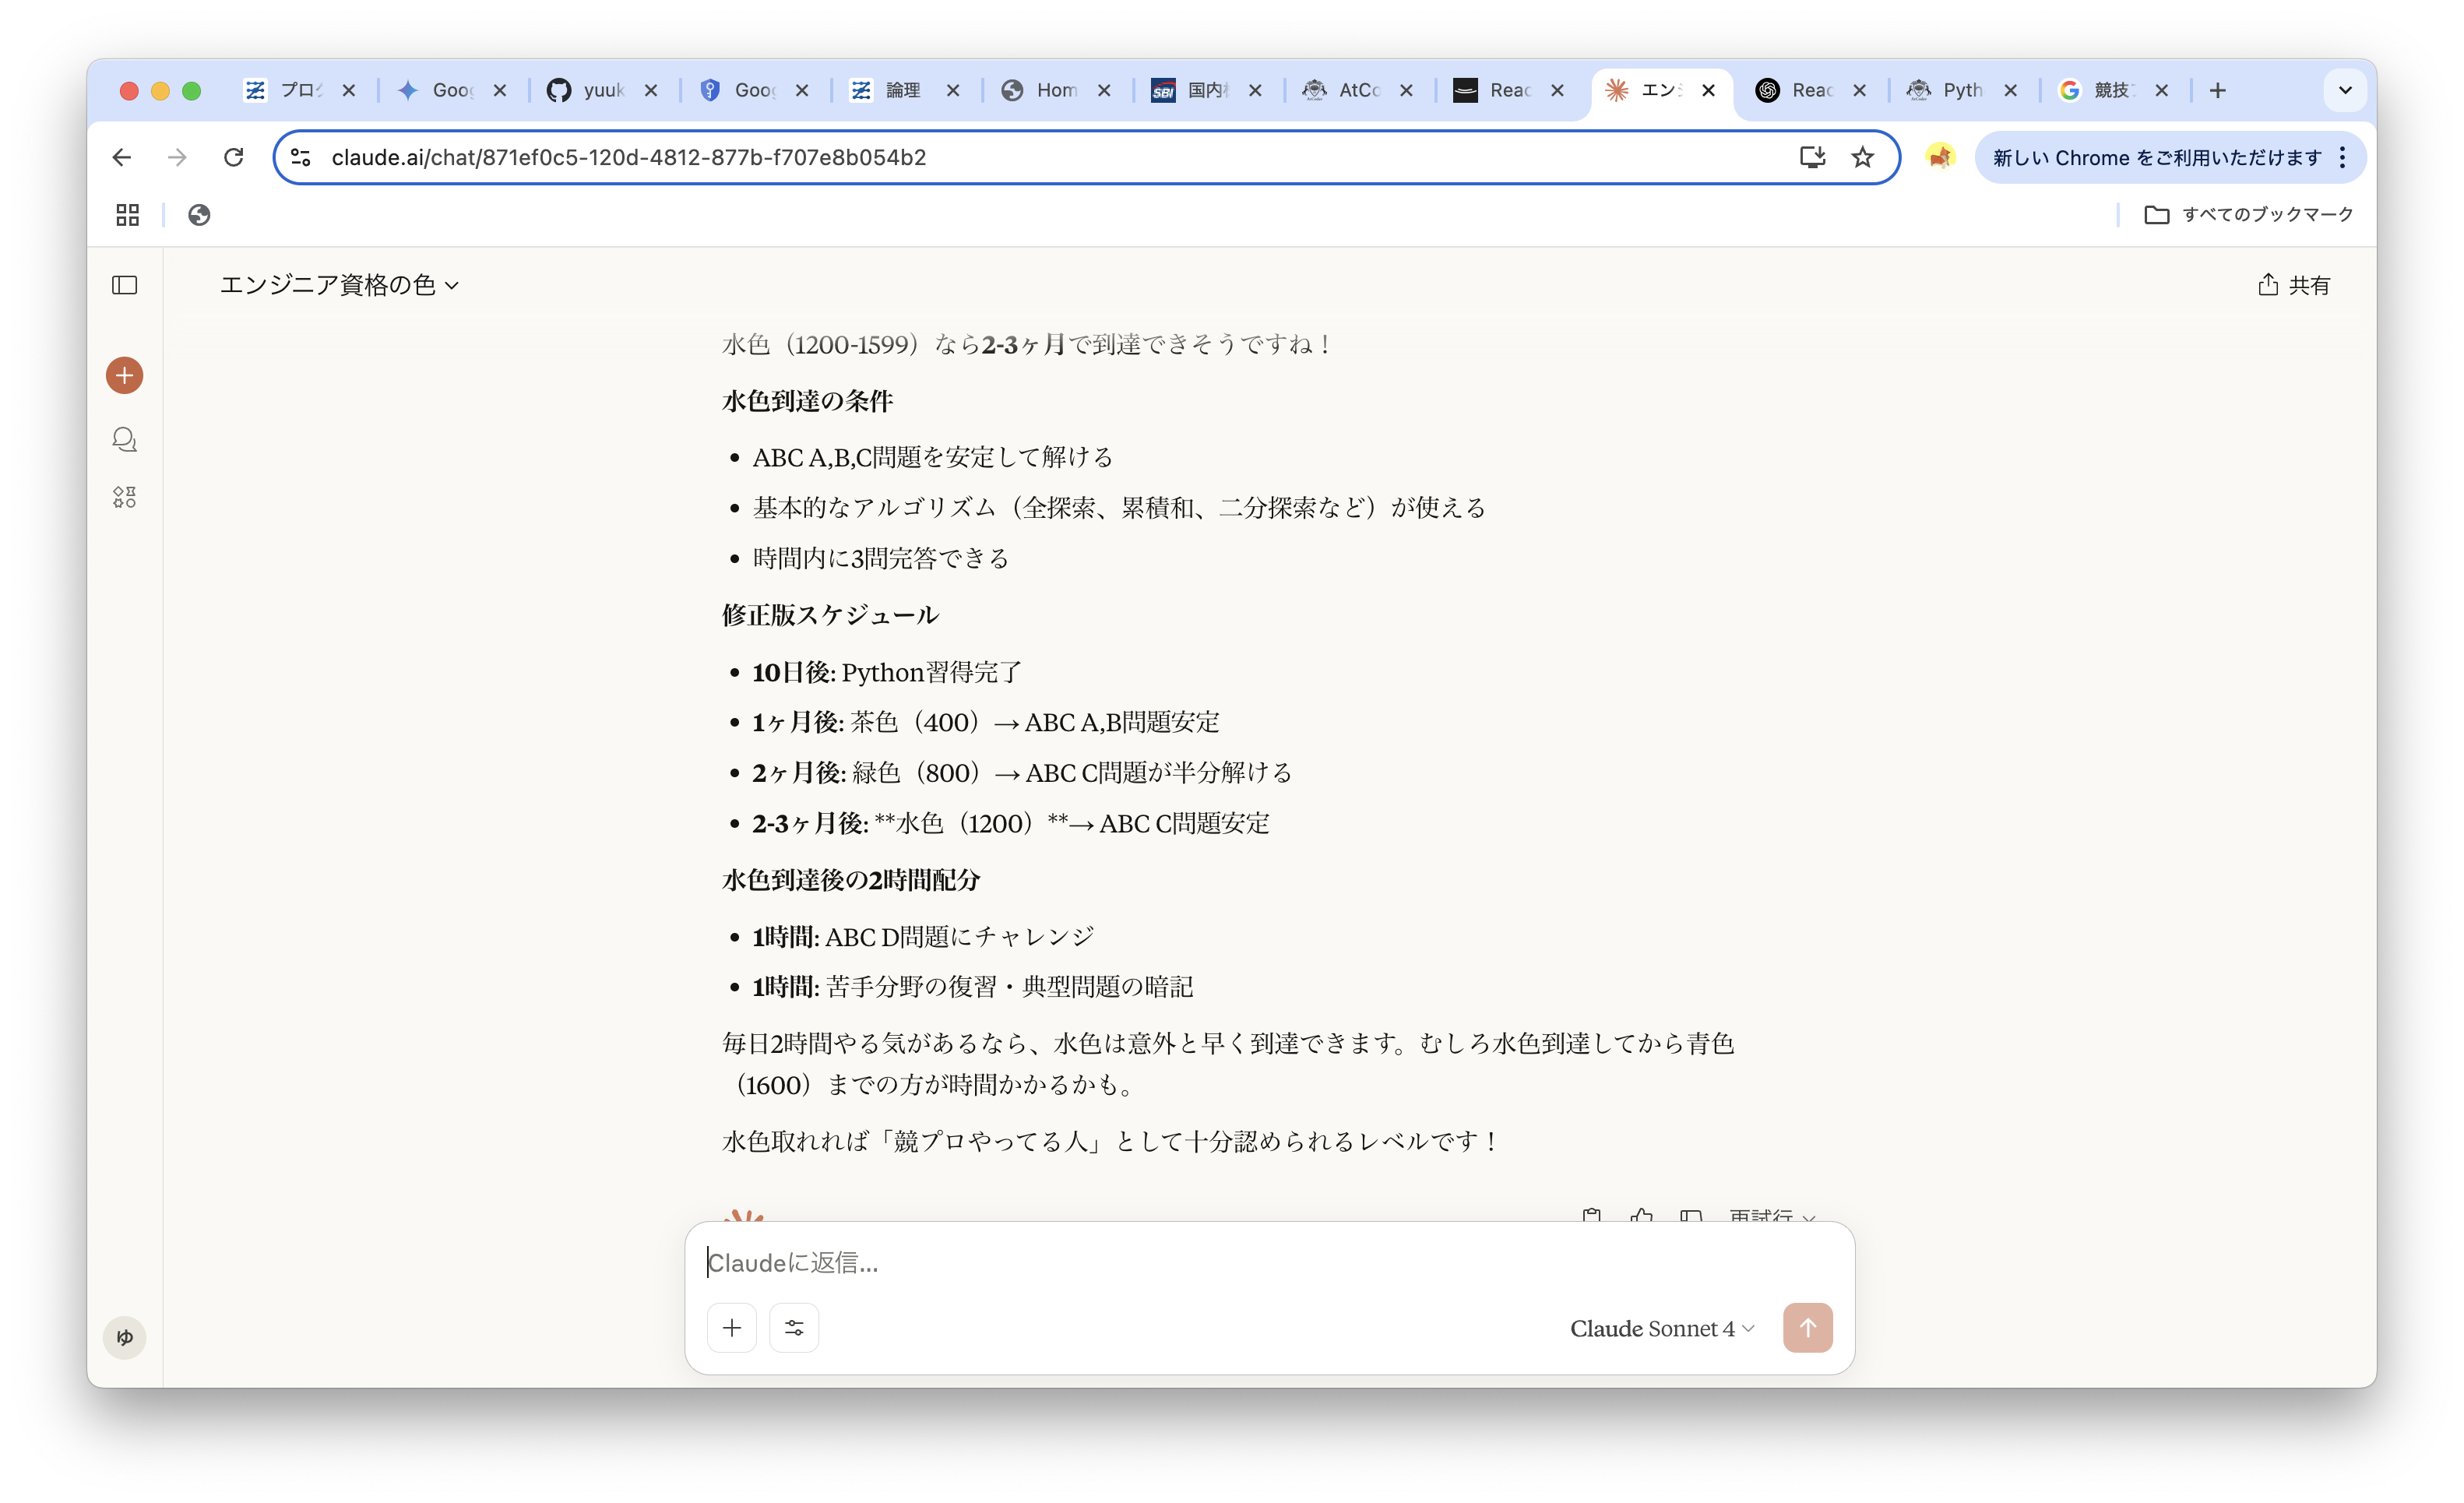 プログ
Goog
yuuk
Goog
論理
Hom
国内
AtCo
Reac
エン
Reac
Pyth
競技
claude.ai/chat/871ef0c5-120d-4812-877b-f707e8b054b2
新しい Chrome をご利用いただけます
すべてのブックマーク
エンジニア資格の色
共有
水色（1200-1599）なら2-3ヶ月で到達できそうですね！
水色到達の条件
• ABC A,B,C問題を安定して解ける
• 基本的なアルゴリズム（全探索、累積和、二分探索など）が使える
• 時間内に3問完答できる
修正版スケジュール
• 10日後: Python習得完了
• 1ヶ月後: 茶色（400）→ ABC A,B問題安定
• 2ヶ月後: 緑色（800）→ ABC C問題が半分解ける
• 2-3ヶ月後: **水色（1200）**→ ABC C問題安定
水色到達後の2時間配分
• 1時間: ABC D問題にチャレンジ
• 1時間: 苦手分野の復習・典型問題の暗記
毎日2時間やる気があるなら、水色は意外と早く到達できます。むしろ水色到達してから青色
（1600）までの方が時間かかるかも。
水色取れれば「競プロやってる人」として十分認められるレベルです！
再試行
Claudeに返信...
Claude Sonnet 4
ゆ